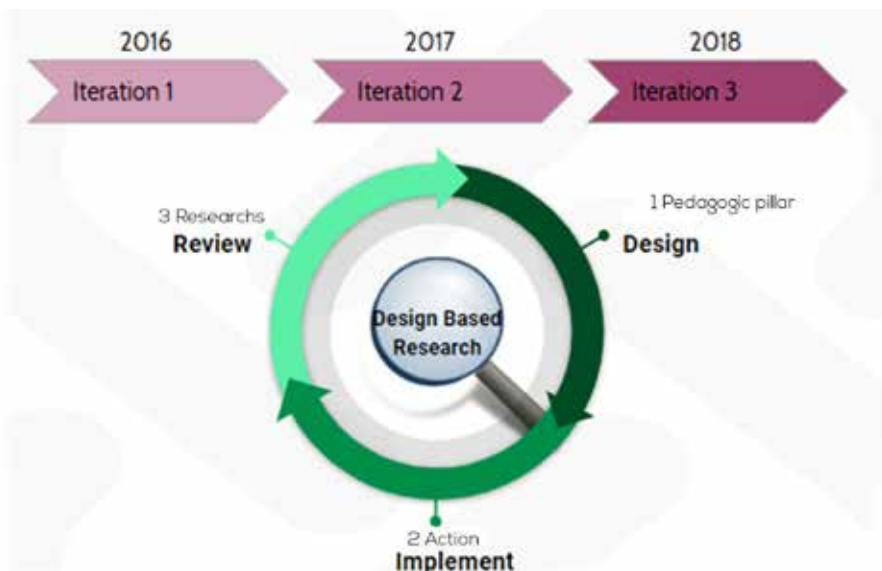 2016
2017
2018
Iteration 1
Iteration 2
Iteration 3
3 Researchs
Review
1 Pedagogic pillar
Design
Design Based
Research
2 Action
Implement